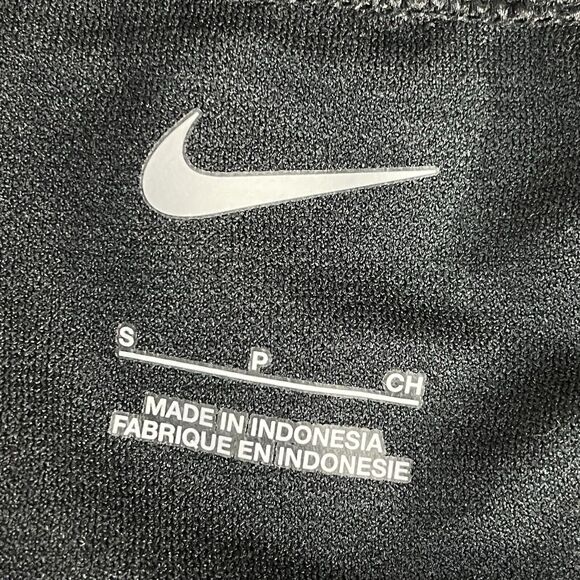 S P CH
MADE IN INDONESIA
FABRIQUE EN INDONESIE